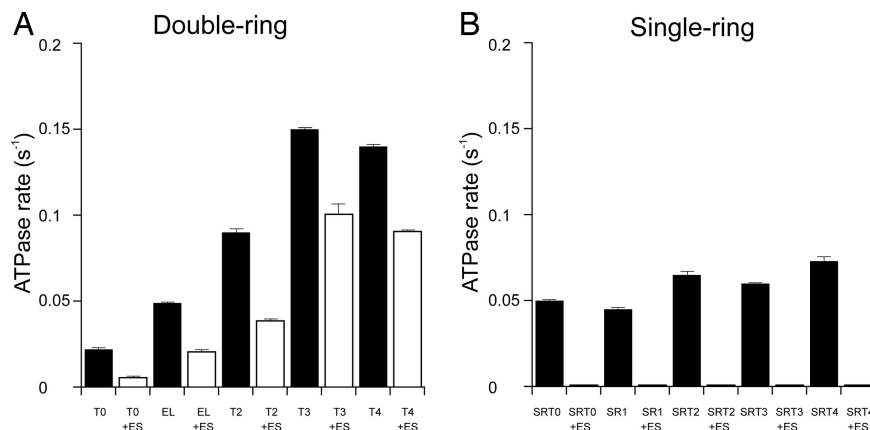 A
Double-ring
0.2
0.15
0.1
0.05
0
ATPase rate (s-1)
T0
T0 +ES
EL
EL +ES
T2
T2 +ES
T3
T3 +ES
T4
T4 +ES
B
Single-ring
0.2
0.15
0.1
0.05
0
ATPase rate (s-1)
SRT0
SRT0 +ES
SR1
SR1 +ES
SRT2
SRT2 +ES
SRT3
SRT3 +ES
SRT4
SRT4 +ES